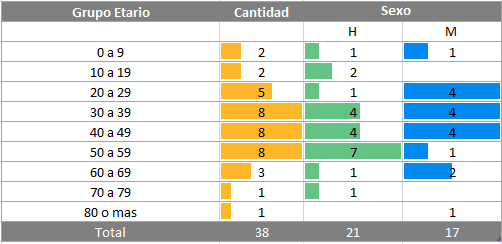 Grupo Etario Cantidad Sexo
H M
0 a 9 2 1 1
10 a 19 2 2
20 a 29 5 1 4
30 a 39 8 4 4
40 a 49 8 4 4
50 a 59 8 7 1
60 a 69 3 1 2
70 a 79 1 1
80 o mas 1 1
Total 38 21 17